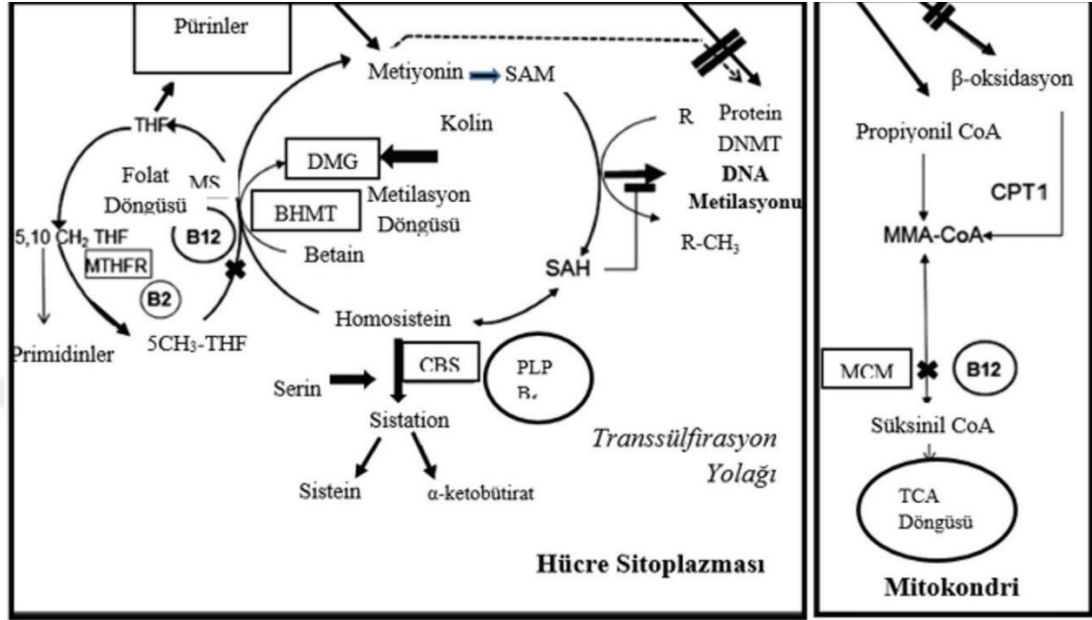 Pürinler
Metiyonin
SAM
β-oksidasyon
THF
Kolin
R
Protein
DNMT
DNA
Metilasyonu
Propiyonil CoA
DMG
Folat
Döngüsü
MS
Metilasyon
Döngüsü
CPT1
BHMT
B12
5,10 CH₂ THF
MTHFR
Betain
R-CH₃
MMA-CoA
SAH
B2
Homosistein
5CH₃-THF
Primidinler
CBS
PLP
Serin
MCM
B12
Sistation
Süksinil CoA
Transsülfirasyon
Yolağı
Sistein
α-ketobütirat
TCA
Döngüsü
Hücre Sitoplazması
Mitokondri